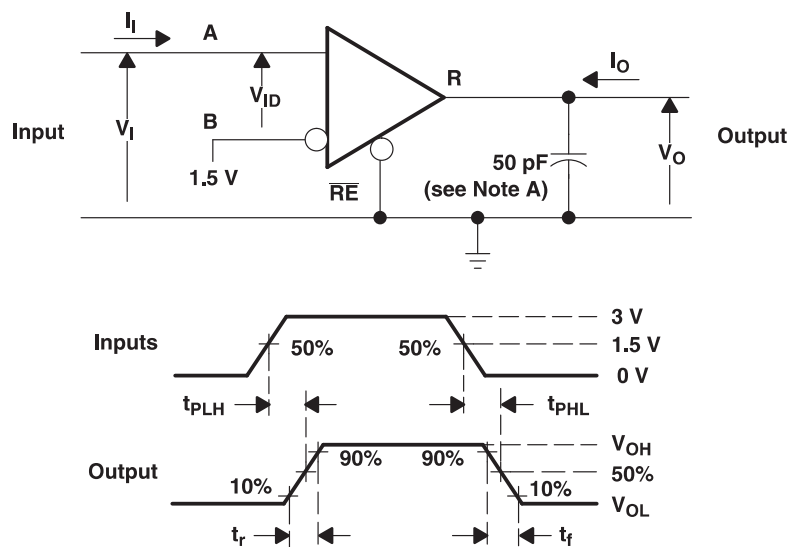 I_I
A
I_O
R
V_ID
Input
V_I
B
Output
50 pF
V_O
1.5 V
RE
(see Note A)
3 V
Inputs
50%
50%
1.5 V
0 V
t_PLH
t_PHL
V_OH
Output
90%
90%
50%
10%
10%
V_OL
t_r
t_f